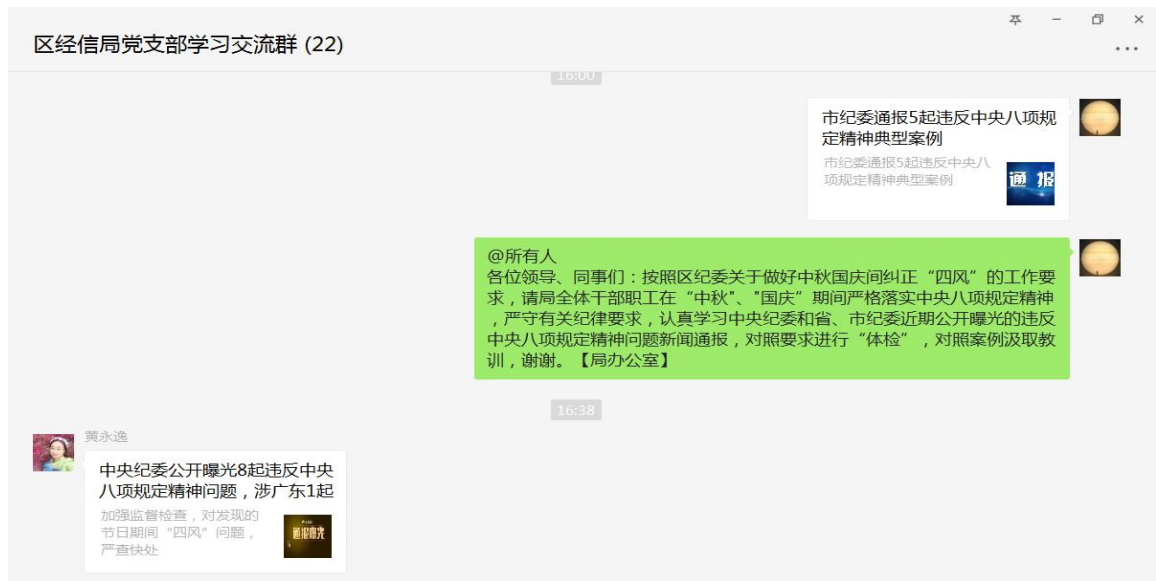 区经信局党支部学习交流群 (22)
16:00
市纪委通报5起违反中央八项规
定精神典型案例
市纪委通报5起违反中央八
项规定精神典型案例
通 报
@所有人
各位领导、同事们：按照区纪委关于做好中秋国庆间纠正“四风”的工作要
求，请局全体干部职工在“中秋"、"国庆”期间严格落实中央八项规定精神
，严守有关纪律要求，认真学习中央纪委和省、市纪委近期公开曝光的违反
中央八项规定精神问题新闻通报，对照要求进行“体检”，对照案例汲取教
训，谢谢。【局办公室】
16:38
黄永逸
中央纪委公开曝光8起违反中央
八项规定精神问题，涉广东1起
加强监督检查，对发现的
节日期间“四风”问题，
严查快处
通报曝光